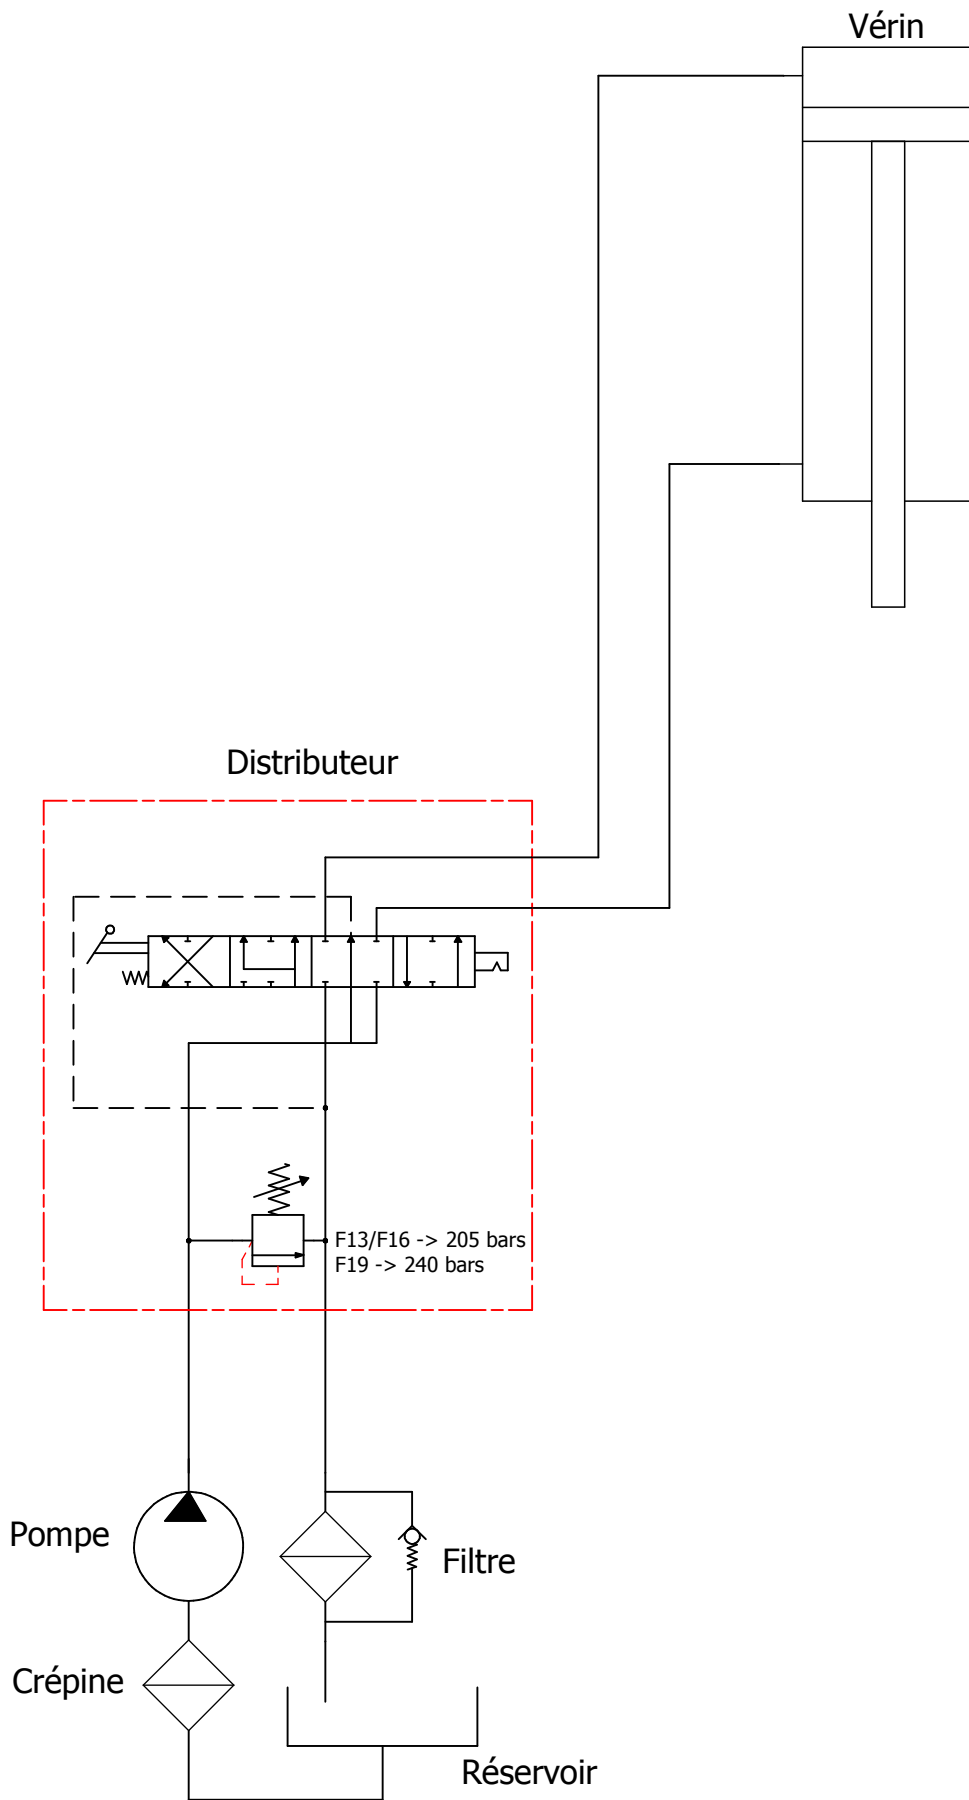 Vérin
Distributeur
F13/F16 -> 205 bars
F19 -> 240 bars
Pompe
Filtre
Crépine
Réservoir